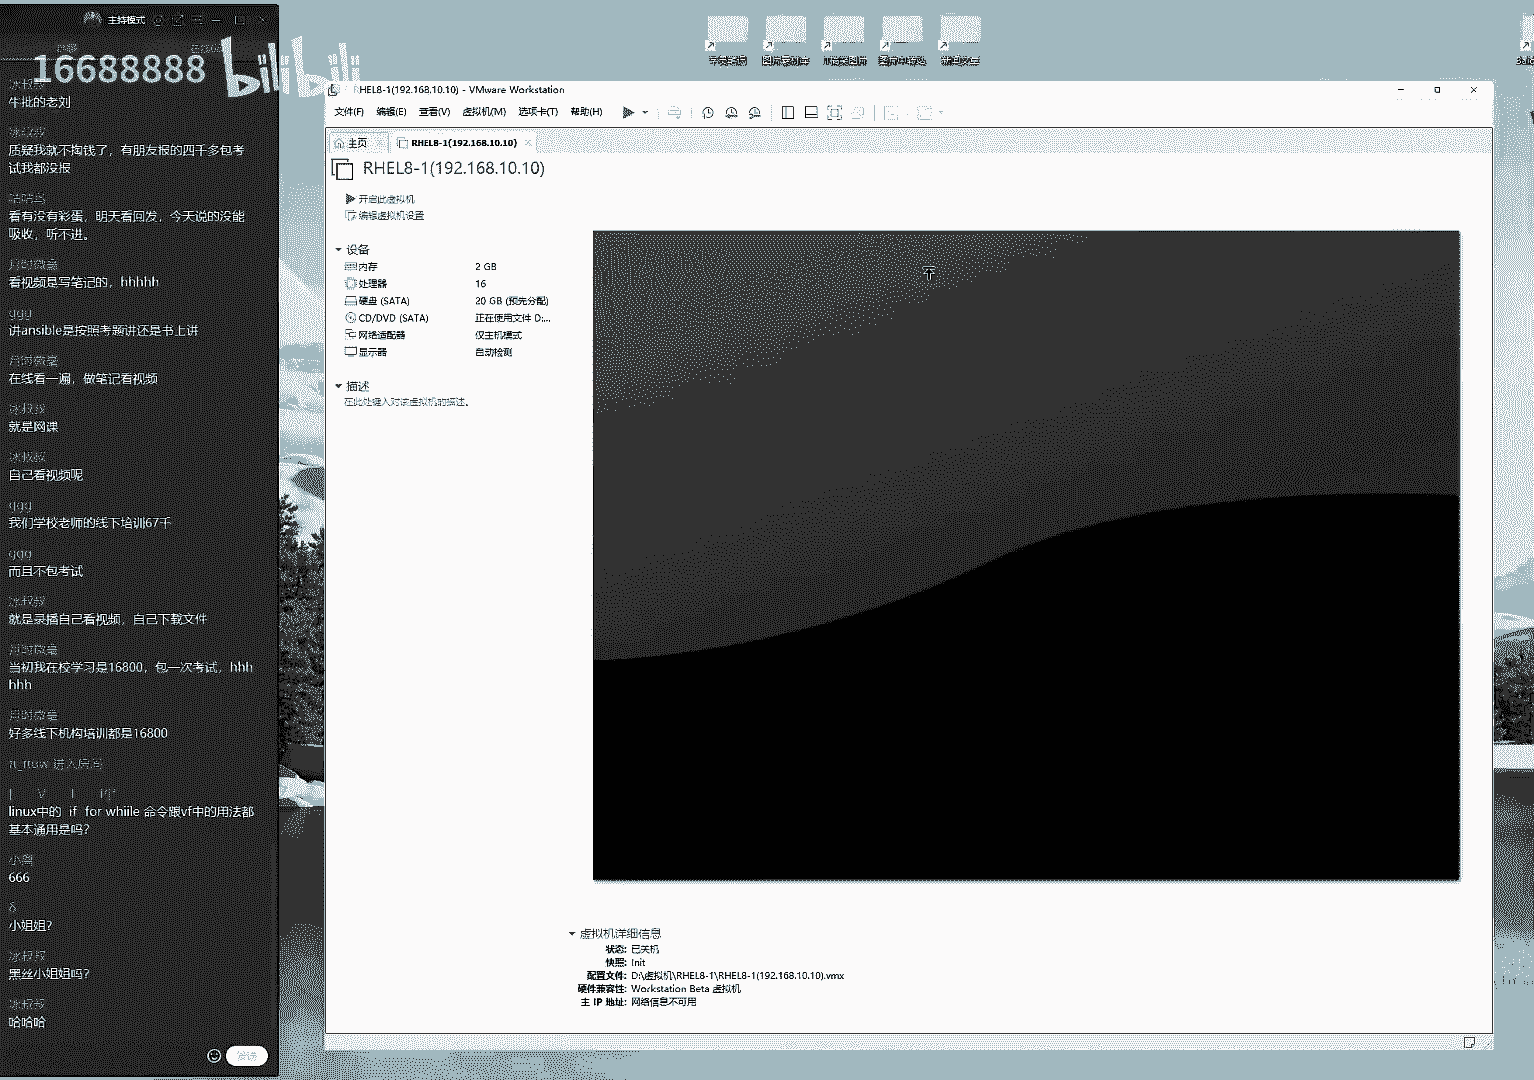 主持模式
16688888
bilibili
冰叔叔
牛批的老刘
冰叔叔
质疑我就不掏钱了，有朋友报的四千多包考
试我都没报
看有没有彩蛋，明天看回发，今天说的没能
吸收，听不进。
看视频是写笔记的，hhhhh
qqq
讲ansible是按照考题讲还是书上讲
在线看一遍，做笔记看视频
冰叔叔
就是网课
冰叔叔
自己看视频呢
qqq
我们学校老师的线下培训67千
qqq
而且不包考试
冰叔叔
就是录播自己看视频，自己下载文件
当初我在校学习是16800，包一次考试，hhh
hhh
好多线下机构培训都是16800
进入房间
linux中的 if for whiile 命令跟vf中的用法都
基本通用是吗?
666
δ
小姐姐?
冰叔叔
黑丝小姐姐吗?
冰叔叔
哈哈哈
发送
RHEL8-1(192.168.10.10) - VMware Workstation
文件(F) 编辑(E) 查看(V) 虚拟机(M) 选项卡(T) 帮助(H)
主页
RHEL8-1(192.168.10.10)
RHEL8-1(192.168.10.10)
开启此虚拟机
编辑虚拟机设置
设备
内存 2 GB
处理器 16
硬盘 (SATA) 20 GB (预先分配)
CD/DVD (SATA) 正在使用文件 D:...
网络适配器 仅主机模式
显示器 自动检测
描述
在此处键入对该虚拟机的描述。
虚拟机详细信息
状态: 已关机
快照: Init
配置文件: D:\虚拟机\RHEL8-1\RHEL8-1(192.168.10.10).vmx
硬件兼容性: Workstation Beta 虚拟机
主 IP 地址: 网络信息不可用